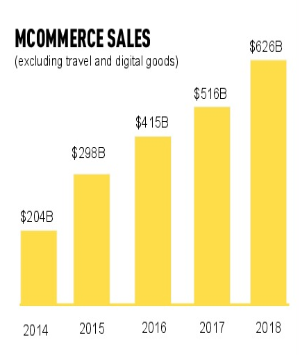 MCOMMERCE SALES
(excluding travel and digital goods)
$626B
$516B
$415B
$298B
$204B
2014 2015 2016 2017 2018